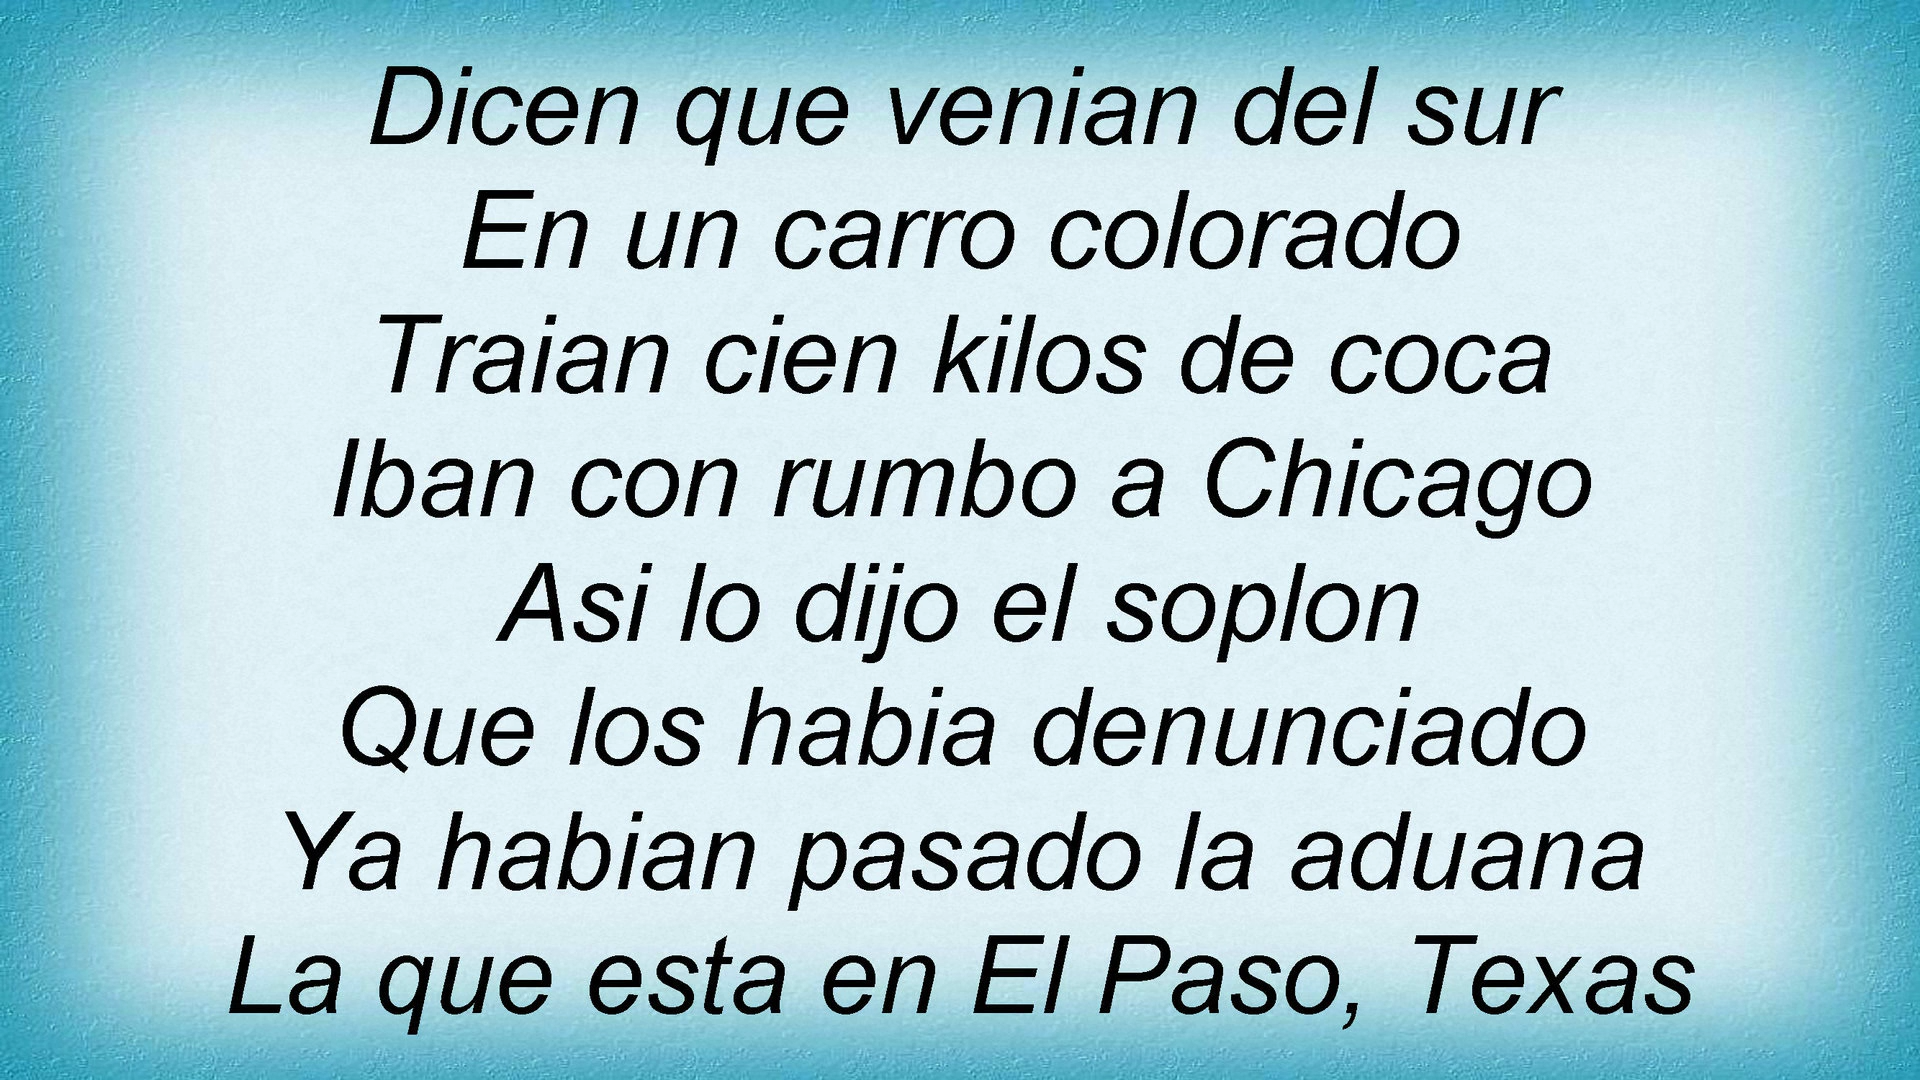 Dicen que venian del sur
En un carro colorado
Traian cien kilos de coca
Iban con rumbo a Chicago
Asi lo dijo el soplon
Que los habia denunciado
Ya habian pasado la aduana
La que esta en El Paso, Texas